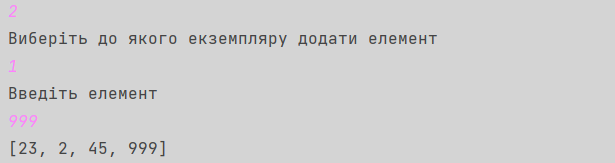 2
Виберіть до якого екземпляру додати елемент
1
Введіть елемент
999
[23, 2, 45, 999]